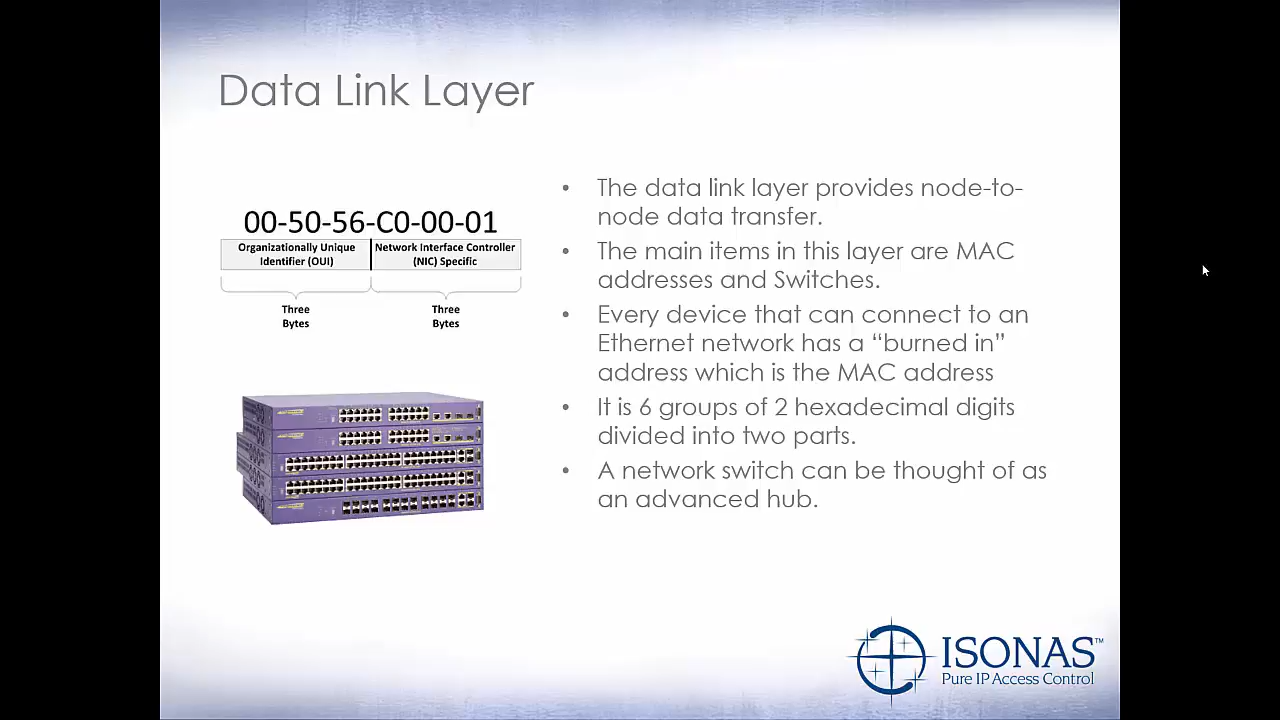 Data Link Layer
00-50-56-C0-00-01
Organizationally Unique
Identifier (OUI)
Network Interface Controller
(NIC) Specific
Three
Bytes
Three
Bytes
• The data link layer provides node-to-
node data transfer.
• The main items in this layer are MAC
addresses and Switches.
• Every device that can connect to an
Ethernet network has a “burned in”
address which is the MAC address
• It is 6 groups of 2 hexadecimal digits
divided into two parts.
• A network switch can be thought of as
an advanced hub.
ISONAS™
Pure IP Access Control